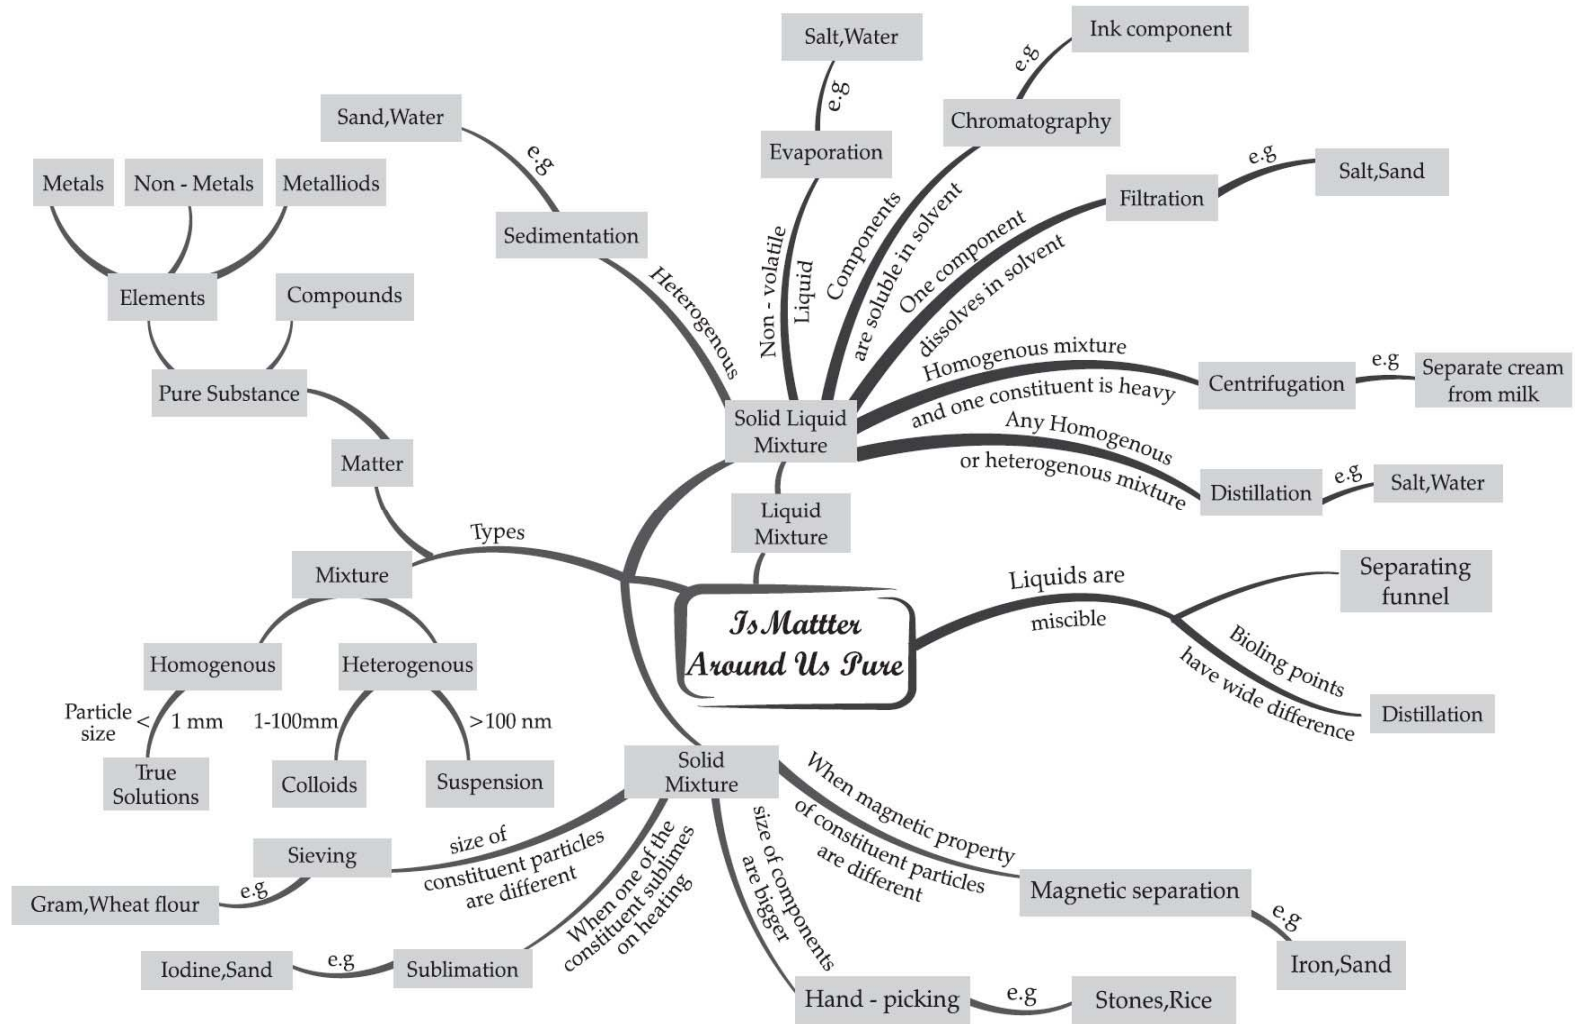 Salt,Water
e.g
Evaporation
Non - volatile
Liquid
Ink component
e.g
Chromatography
Components
are soluble in solvent
Sand,Water
e.g
Sedimentation
Heterogenous
Salt,Sand
e.g
Filtration
One component
dissolves in solvent
Metals
Non - Metals
Metalliods
Elements
Compounds
Pure Substance
Matter
Homogenous mixture
and one constituent is heavy
Centrifugation
e.g
Separate cream
from milk
Solid Liquid
Mixture
Any Homogenous
or heterogenous mixture
Distillation
e.g
Salt,Water
Liquid
Mixture
Types
Mixture
Homogenous
Heterogenous
Particle
size
<
1 mm
1-100mm
>100 nm
True
Solutions
Colloids
Suspension
Is Mattter
Around Us Pure
Liquids are
miscible
Separating
funnel
Bioling points
have wide difference
Distillation
Solid
Mixture
size of
constituent particles
are different
Sieving
e.g
Gram,Wheat flour
When one of the
constituent sublimes
on heating
Sublimation
e.g
Iodine,Sand
size of components
are bigger
Hand - picking
e.g
Stones,Rice
When magnetic property
of constituent particles
are different
Magnetic separation
e.g
Iron,Sand